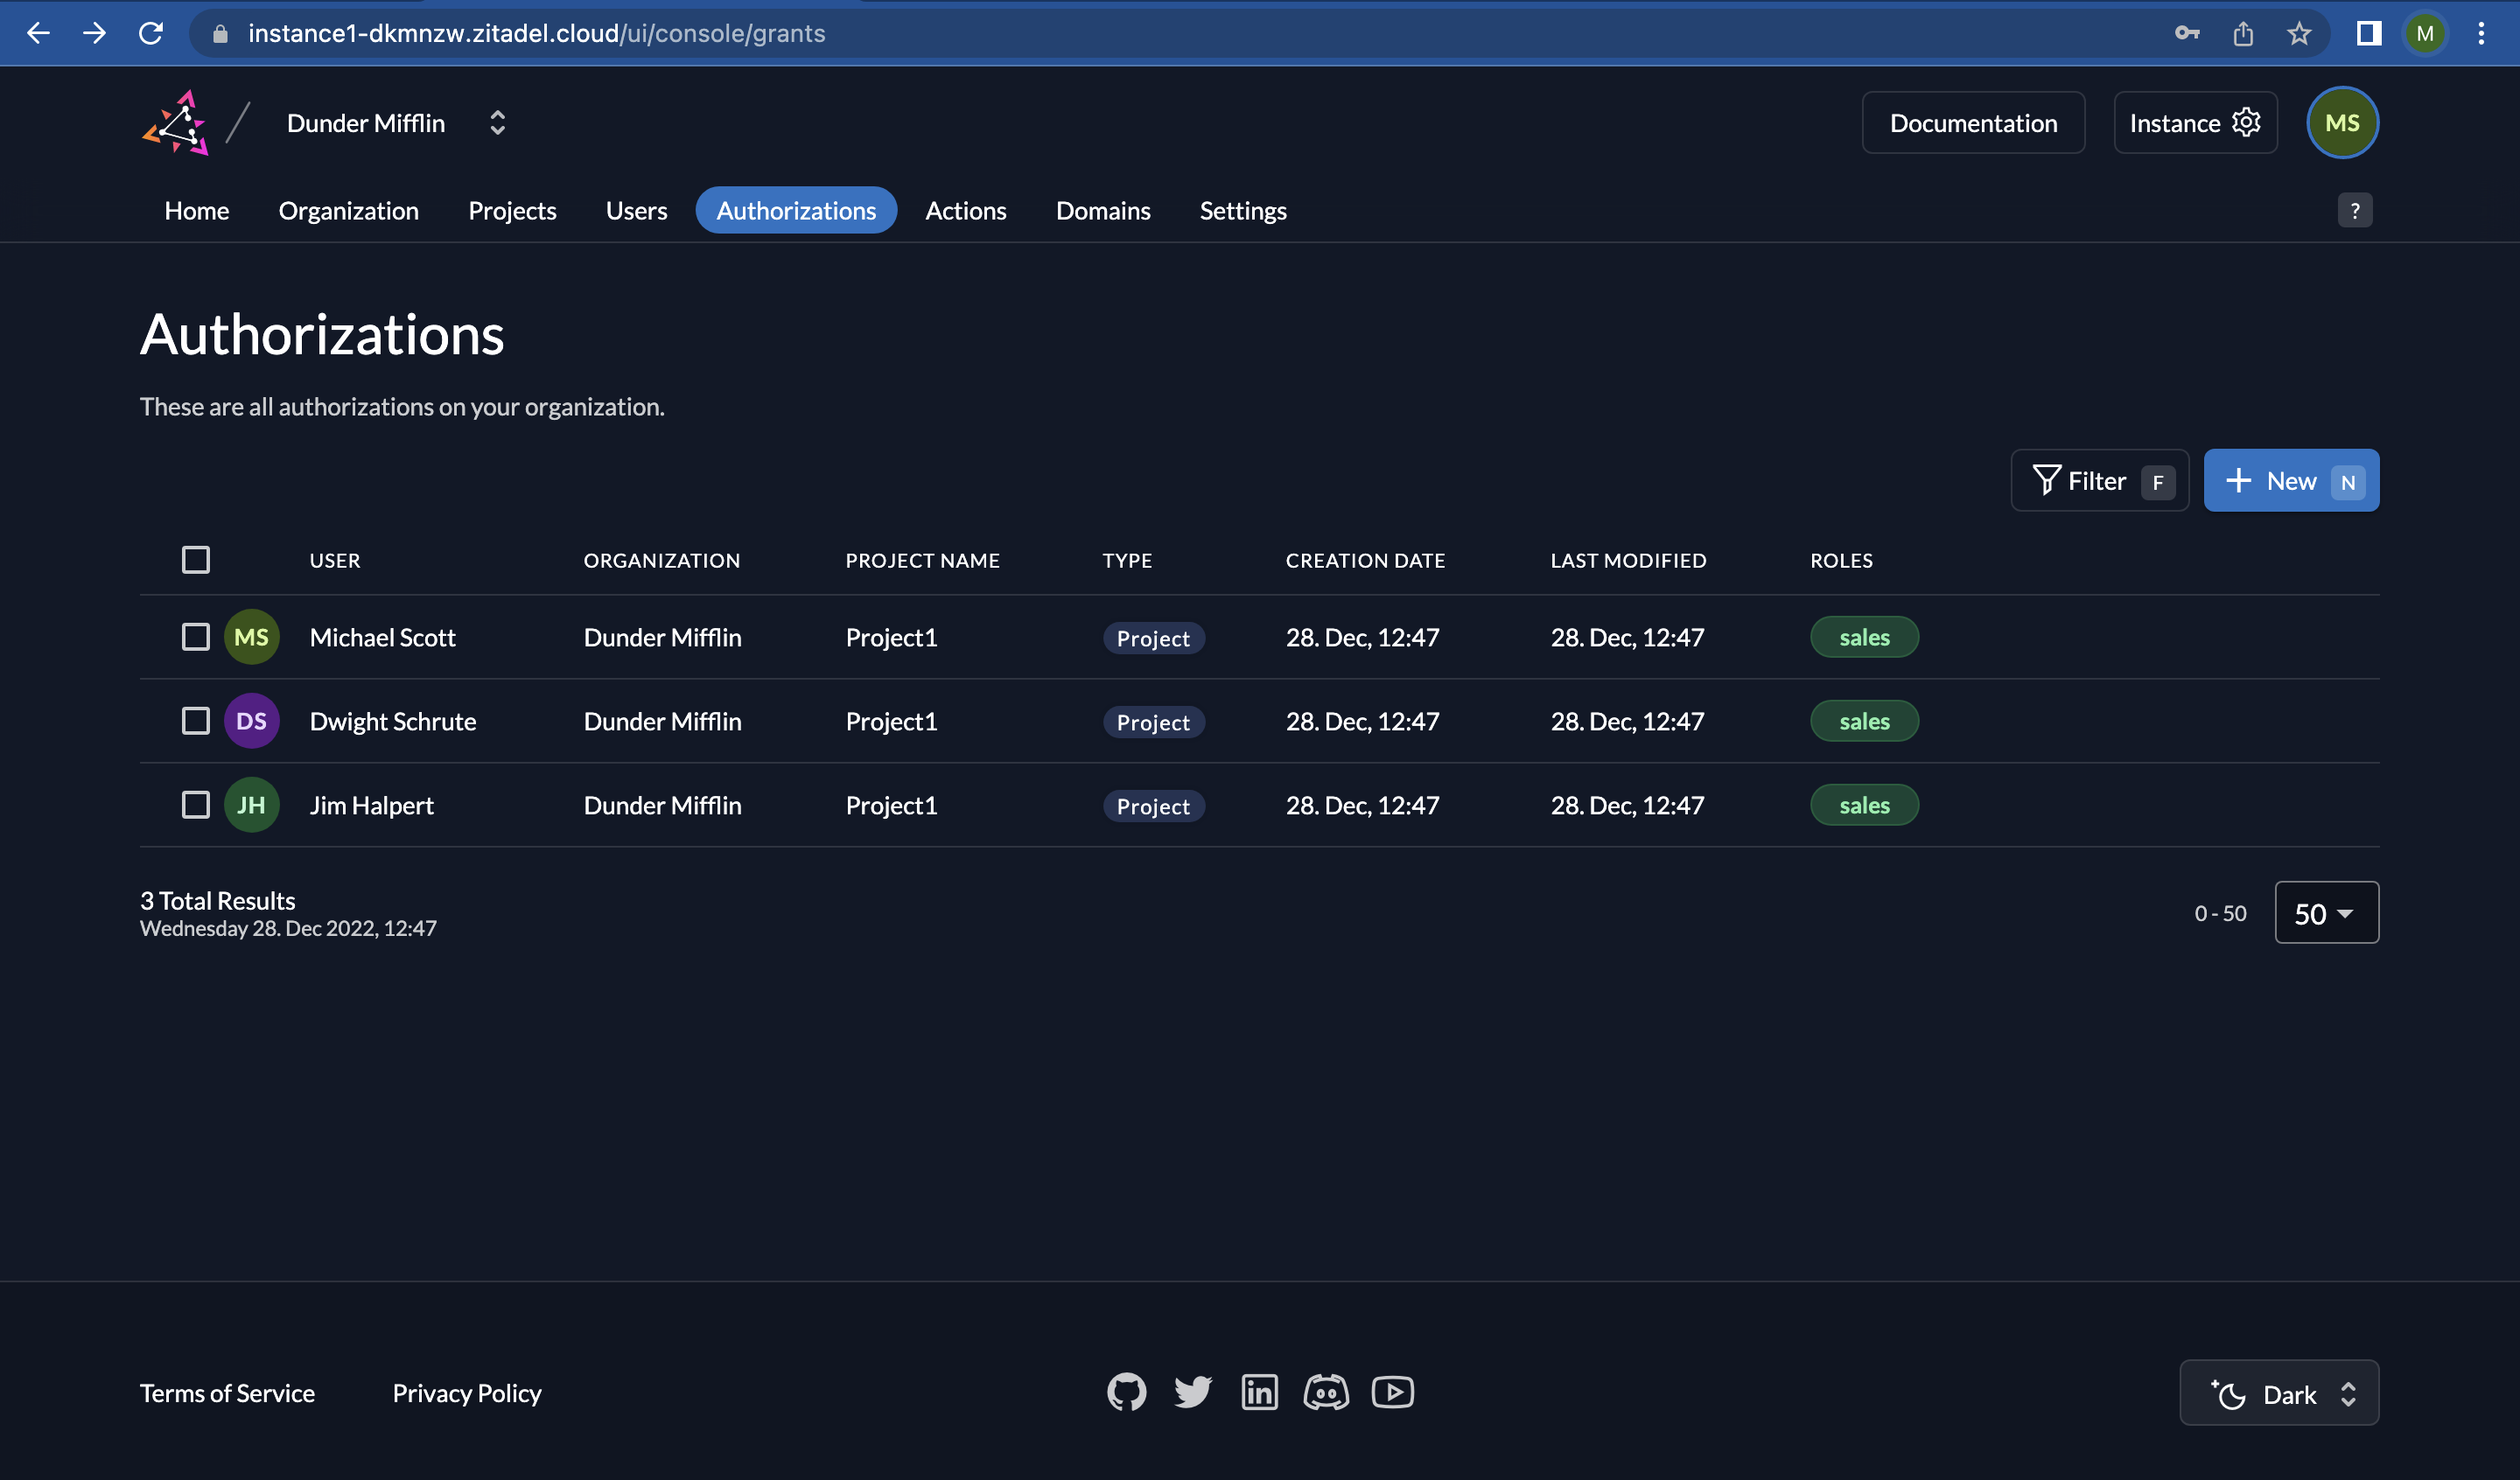 instance1-dkmnzw.zitadel.cloud/ui/console/grants M
Dunder Mifflin Documentation Instance MS
Home Organization Projects Users Authorizations Actions Domains Settings ?
Authorizations
These are all authorizations on your organization.
Filter F New N
USER ORGANIZATION PROJECT NAME TYPE CREATION DATE LAST MODIFIED ROLES
MS Michael Scott Dunder Mifflin Project1 Project 28. Dec, 12:47 28. Dec, 12:47 sales
DS Dwight Schrute Dunder Mifflin Project1 Project 28. Dec, 12:47 28. Dec, 12:47 sales
JH Jim Halpert Dunder Mifflin Project1 Project 28. Dec, 12:47 28. Dec, 12:47 sales
3 Total Results
Wednesday 28. Dec 2022, 12:47
0 - 50 50
Terms of Service Privacy Policy in Dark